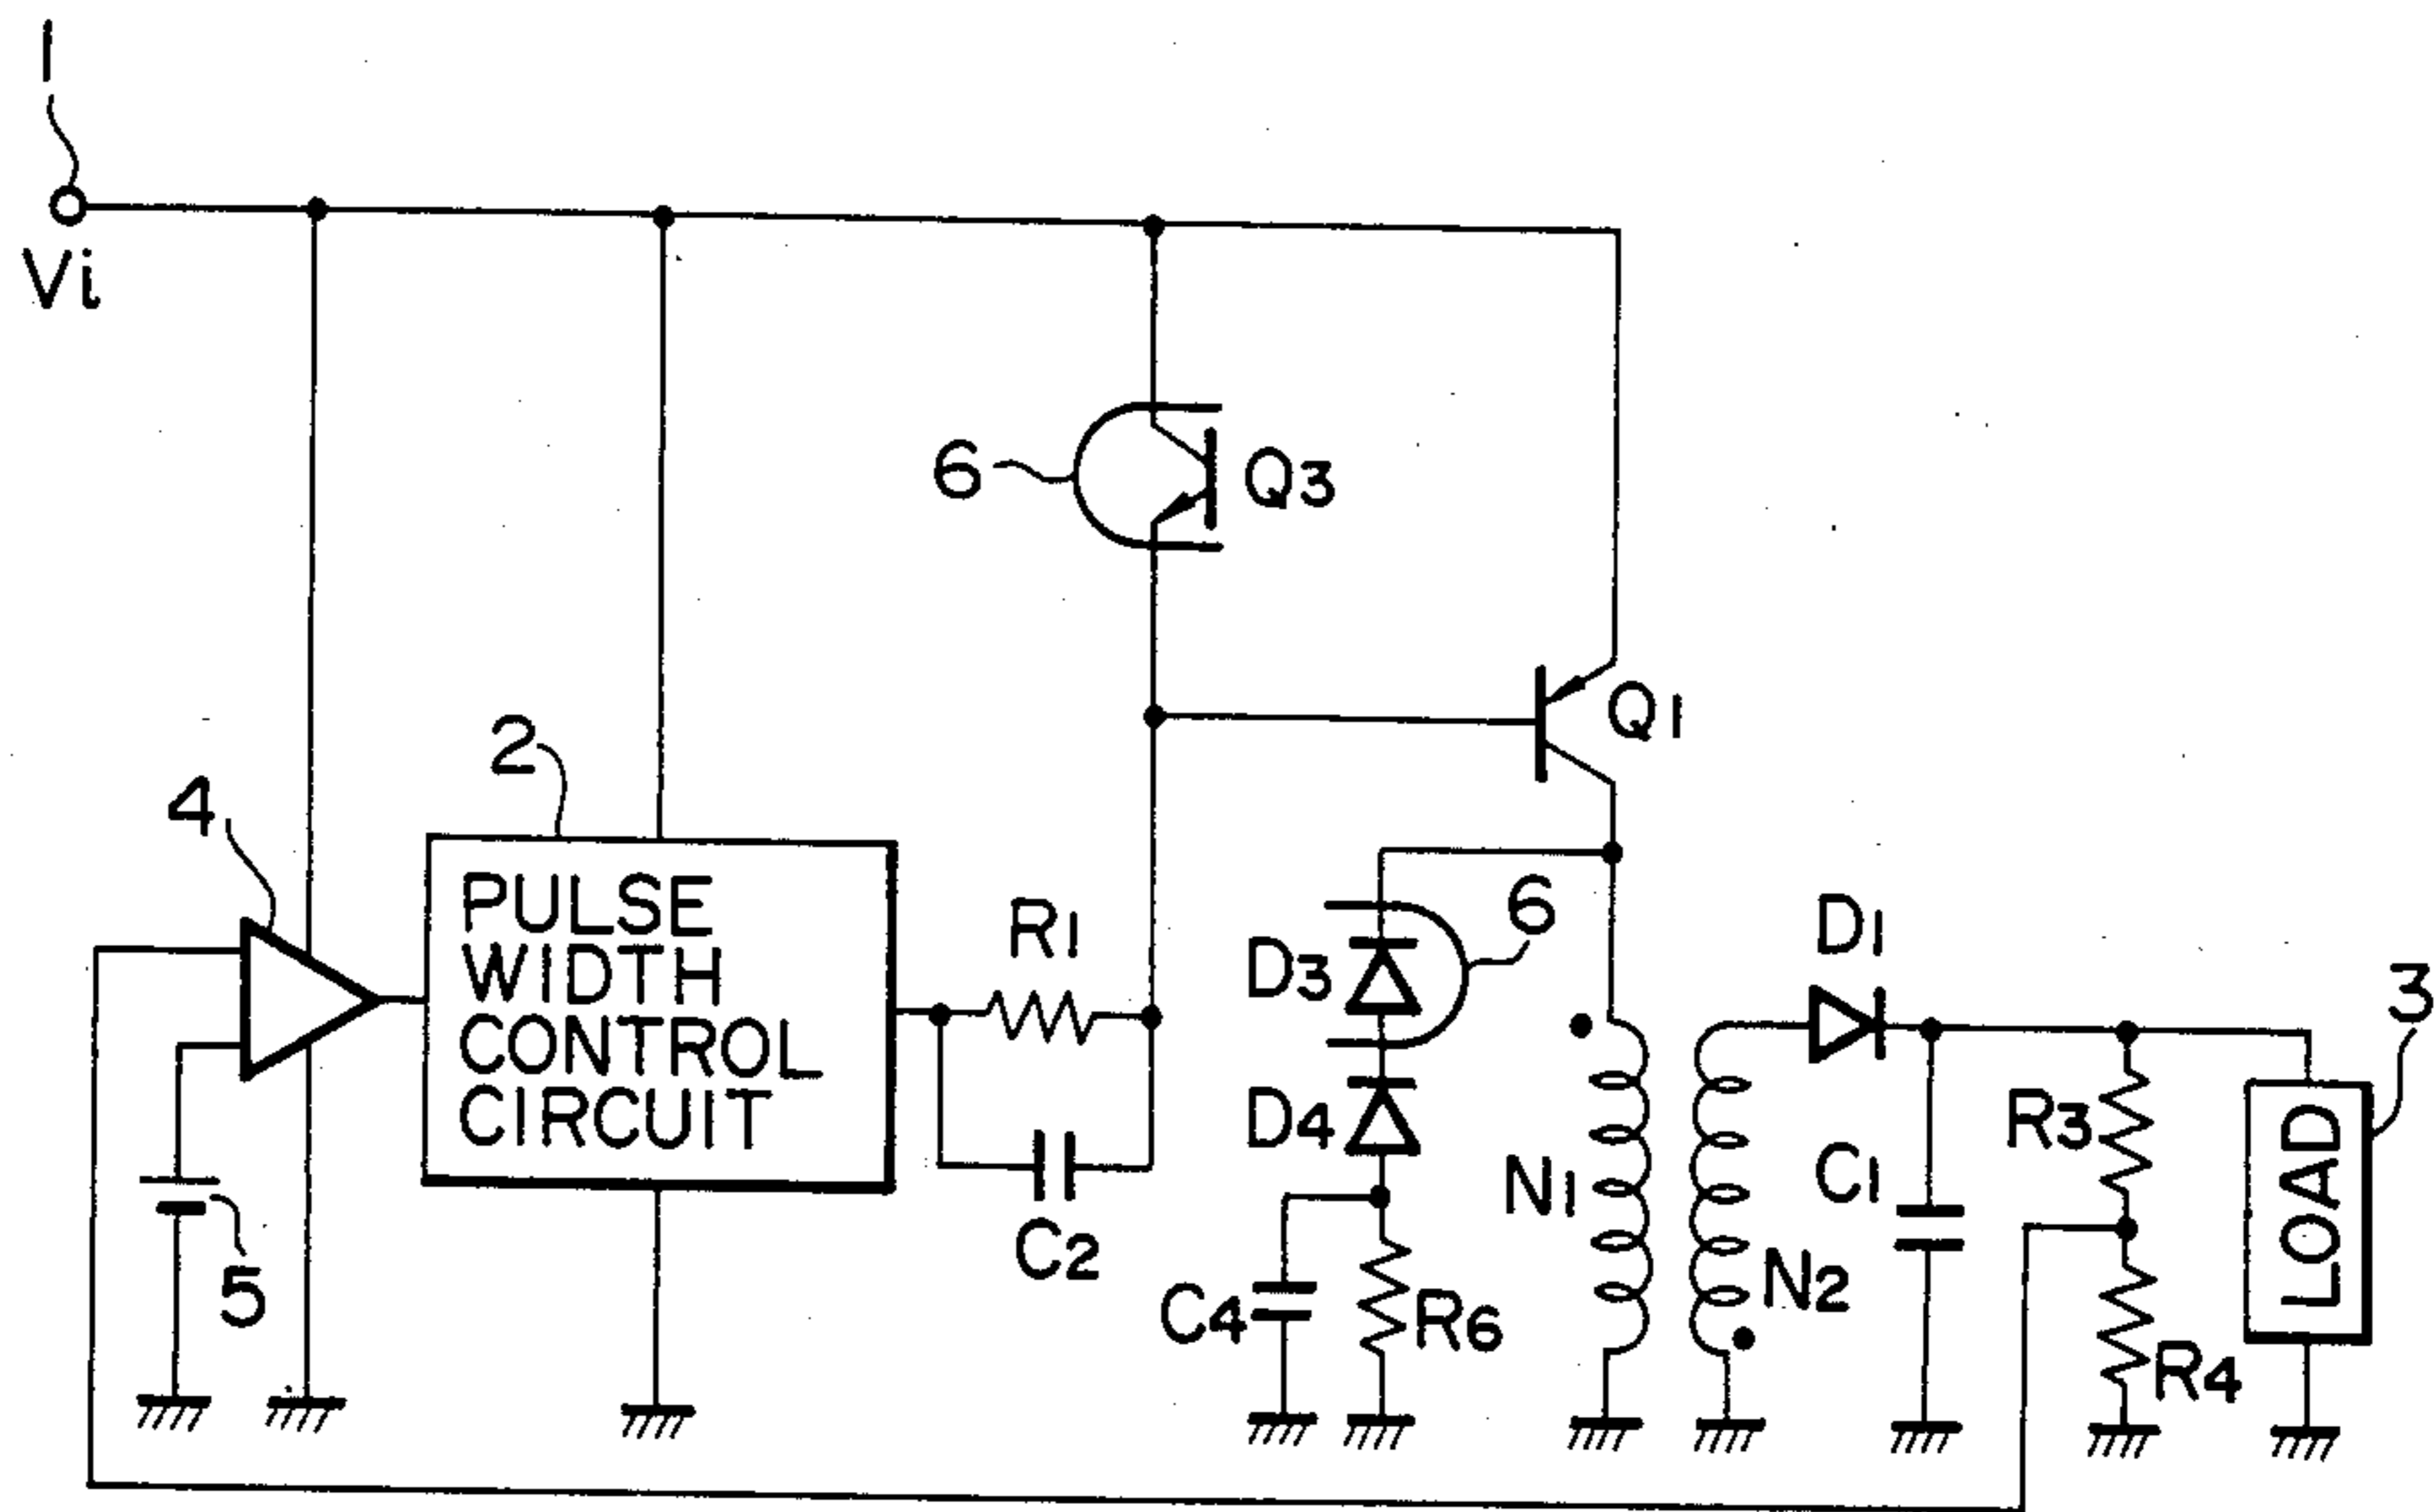 1
Vi
6
Q3
Q1
2
4
PULSE
WIDTH
CONTROL
CIRCUIT
R1
C2
5
6
D3
D4
C4
R6
N1
N2
D1
C1
R3
R4
3
LOAD